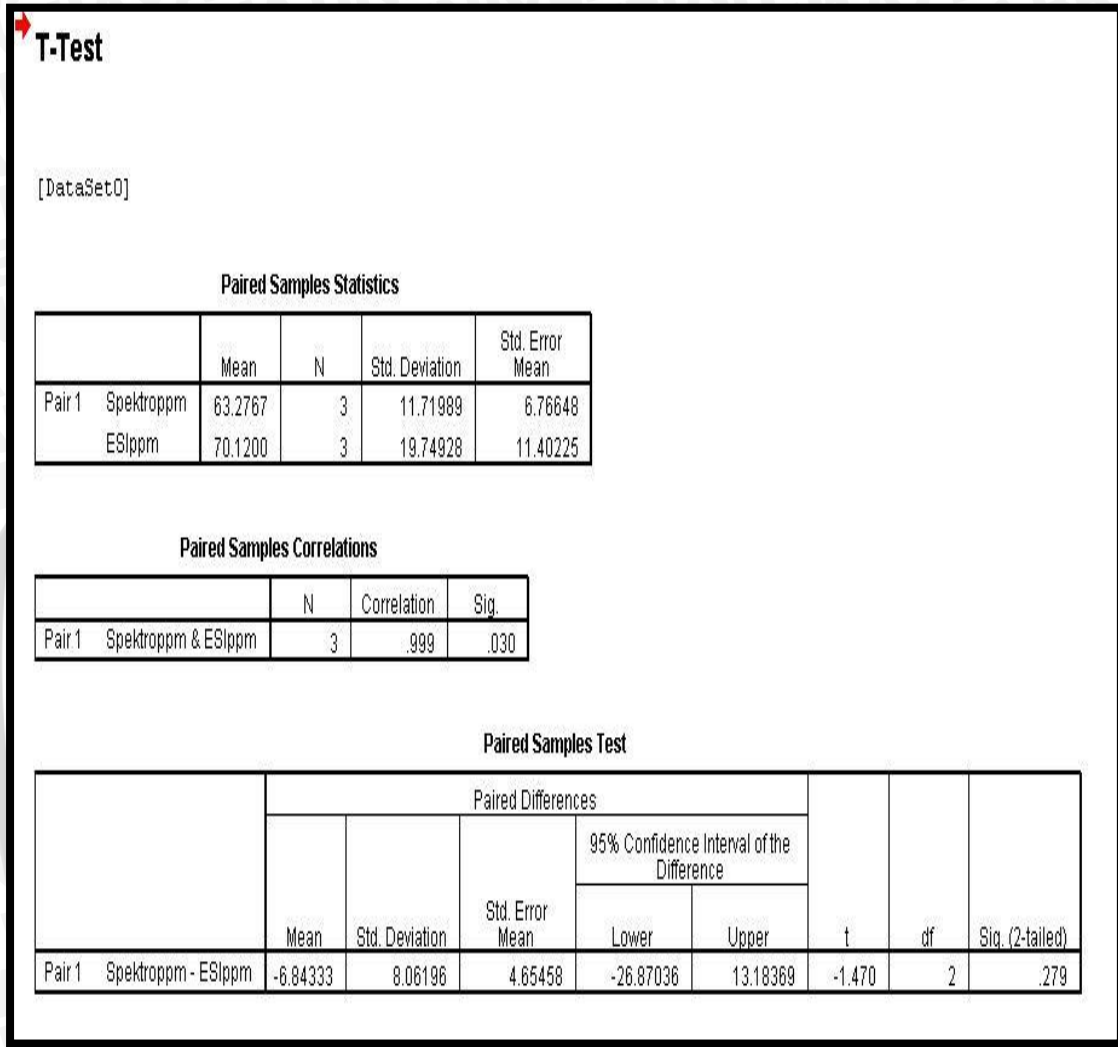 T-Test
[DataSet0]
Paired Samples Statistics
Mean N Std. Deviation Std. Error Mean
Pair 1 Spektroppm 63.2767 3 11.71989 6.76648
ESIppm 70.1200 3 19.74928 11.40225
Paired Samples Correlations
N Correlation Sig.
Pair 1 Spektroppm & ESIppm 3 .999 .030
Paired Samples Test
Paired Differences
95% Confidence Interval of the Difference
Mean Std. Deviation Std. Error Mean Lower Upper t df Sig. (2-tailed)
Pair 1 Spektroppm - ESIppm -6.84333 8.06196 4.65458 -26.87036 13.18369 -1.470 2 .279